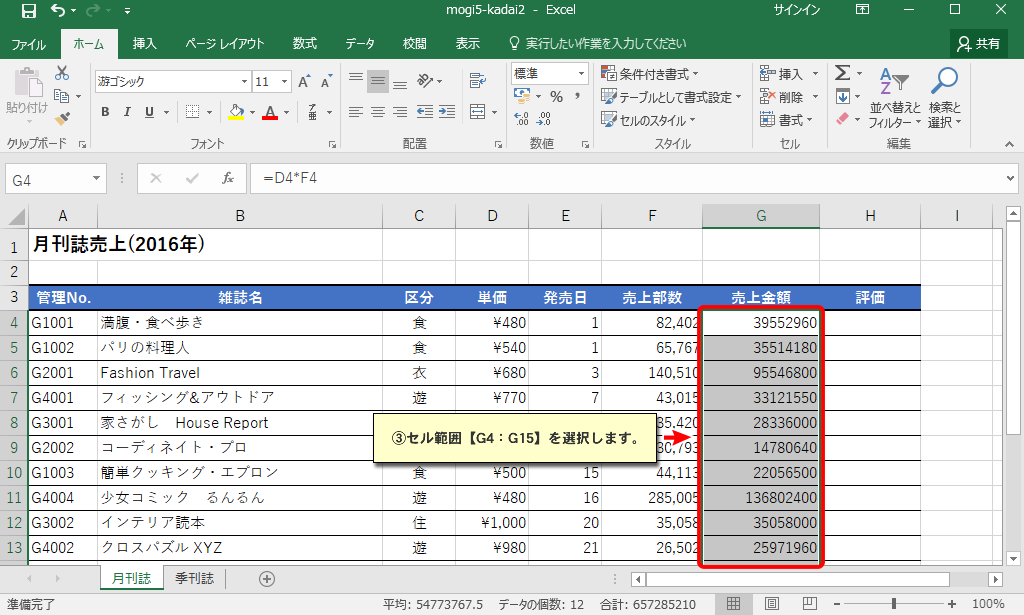 mogi5-kadai2 - Excel
サインイン
ファイル ホーム 挿入 ページ レイアウト 数式 データ 校閲 表示 実行したい作業を入力してください 共有
貼り付け
クリップボード
游ゴシック 11
B I U
フォント
配置
標準
% ,
数値
条件付き書式
テーブルとして書式設定
セルのスタイル
スタイル
挿入
削除
書式
セル
並べ替えと
フィルター
検索と
選択
編集
G4 fx =D4*F4
A B C D E F G H I
1 月刊誌売上(2016年)
2
3 管理No. 雑誌名 区分 単価 発売日 売上部数 売上金額 評価
4 G1001 満腹・食べ歩き 食 ¥480 1 82,402 39552960
5 G1002 パリの料理人 食 ¥540 1 65,767 35514180
6 G2001 Fashion Travel 衣 ¥680 3 140,510 95546800
7 G4001 フィッシング&アウトドア 遊 ¥770 7 43,015 33121550
8 G3001 家さがし House Report 35,420 28336000
③セル範囲【G4：G15】を選択します。
9 G2002 コーディネイト・プロ 30,793 14780640
10 G1003 簡単クッキング・エプロン 食 ¥500 15 44,113 22056500
11 G4004 少女コミック るんるん 遊 ¥480 16 285,005 136802400
12 G3002 インテリア読本 住 ¥1,000 20 35,058 35058000
13 G4002 クロスパズル XYZ 遊 ¥980 21 26,502 25971960
月刊誌 季刊誌
準備完了 平均: 54773767.5 データの個数: 12 合計: 657285210 100%